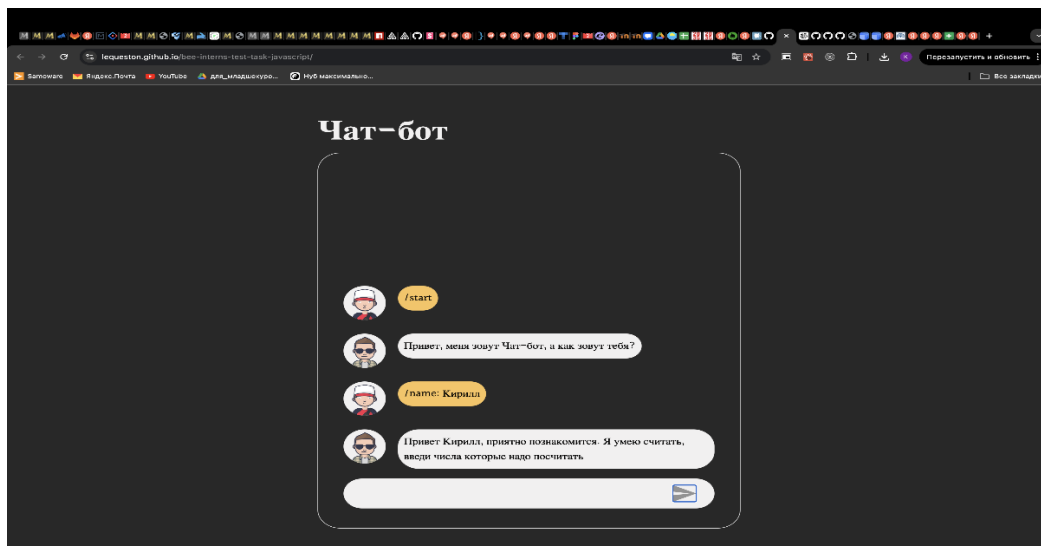 lequeston.github.io/bee-interns-test-task-javascript/
Перезапустить и обновить
Samoware
Яндекс.Почта
YouTube
для_младшекуро...
Нуб максимально...
Все закладки
Чат-бот
/start
Привет, меня зовут Чат-бот, а как зовут тебя?
/name: Кирилл
Привет Кирилл, приятно познакомится. Я умею считать,
введи числа которые надо посчитать